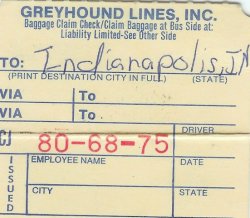 GREYHOUND LINES, INC.
Baggage Claim Check/Claim Baggage at Bus Side at:
Liability Limited-See Other Side
TO: Indianapolis, IN
(PRINT DESTINATION CITY IN FULL) (STATE)
VIA To
VIA To
DRIVER
CJ 80-68-75
ISSUED
EMPLOYEE NAME
CITY STATE